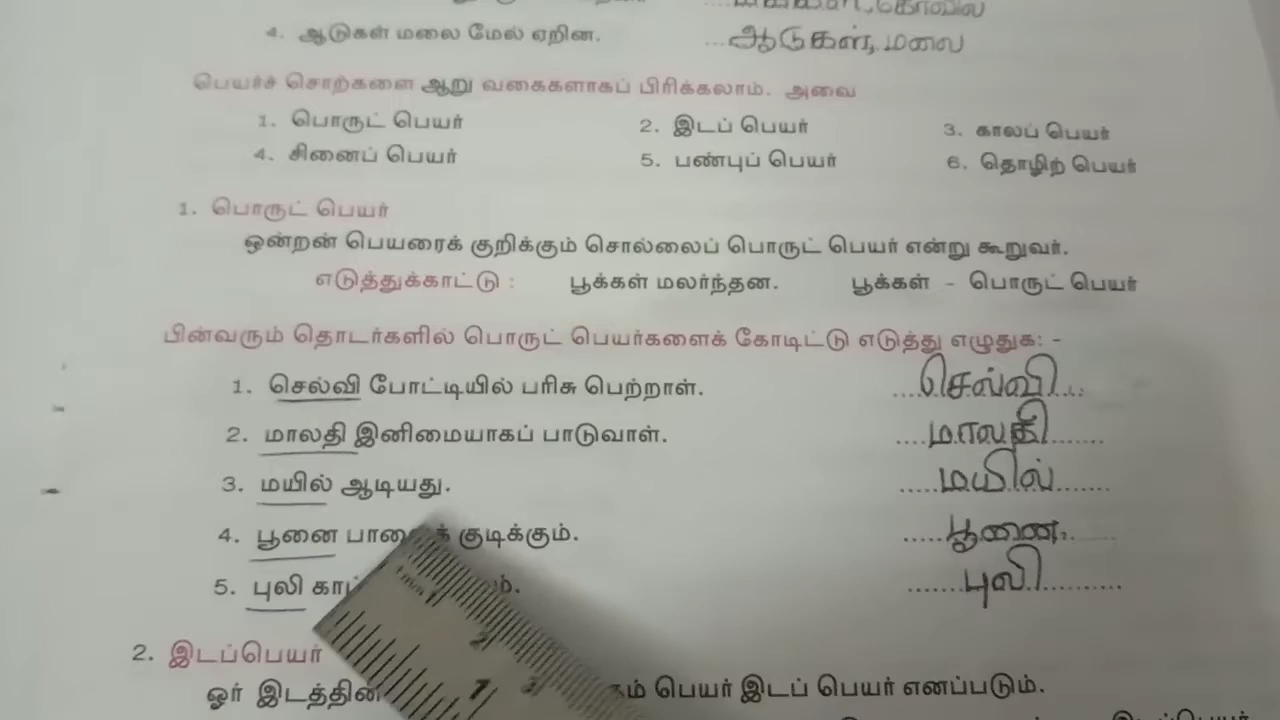 4. ஆடுகள் மலை மேல் ஏறின. ஆடுகள், மலை
பெயர்ச் சொற்களை ஆறு வகைகளாகப் பிரிக்கலாம். அவை
1. பொருட் பெயர் 2. இடப் பெயர் 3. காலப் பெயர்
4. சினைப் பெயர் 5. பண்புப் பெயர் 6. தொழிற் பெயர்
1. பொருட் பெயர்
ஒன்றன் பெயரைக் குறிக்கும் சொல்லைப் பொருட் பெயர் என்று கூறுவர்.
எடுத்துக்காட்டு : பூக்கள் மலர்ந்தன. பூக்கள் - பொருட் பெயர்
பின்வரும் தொடர்களில் பொருட் பெயர்களைக் கோடிட்டு எடுத்து எழுதுக: -
1. செல்வி போட்டியில் பரிசு பெற்றாள். செல்வி
2. மாலதி இனிமையாகப் பாடுவாள். மாலதி
3. மயில் ஆடியது. மயில்
4. பூனை குடிக்கும். பூணை
5. புலி புலி
2. இடப்பெயர்
ஓர் பெயர் இடப் பெயர் எனப்படும்.